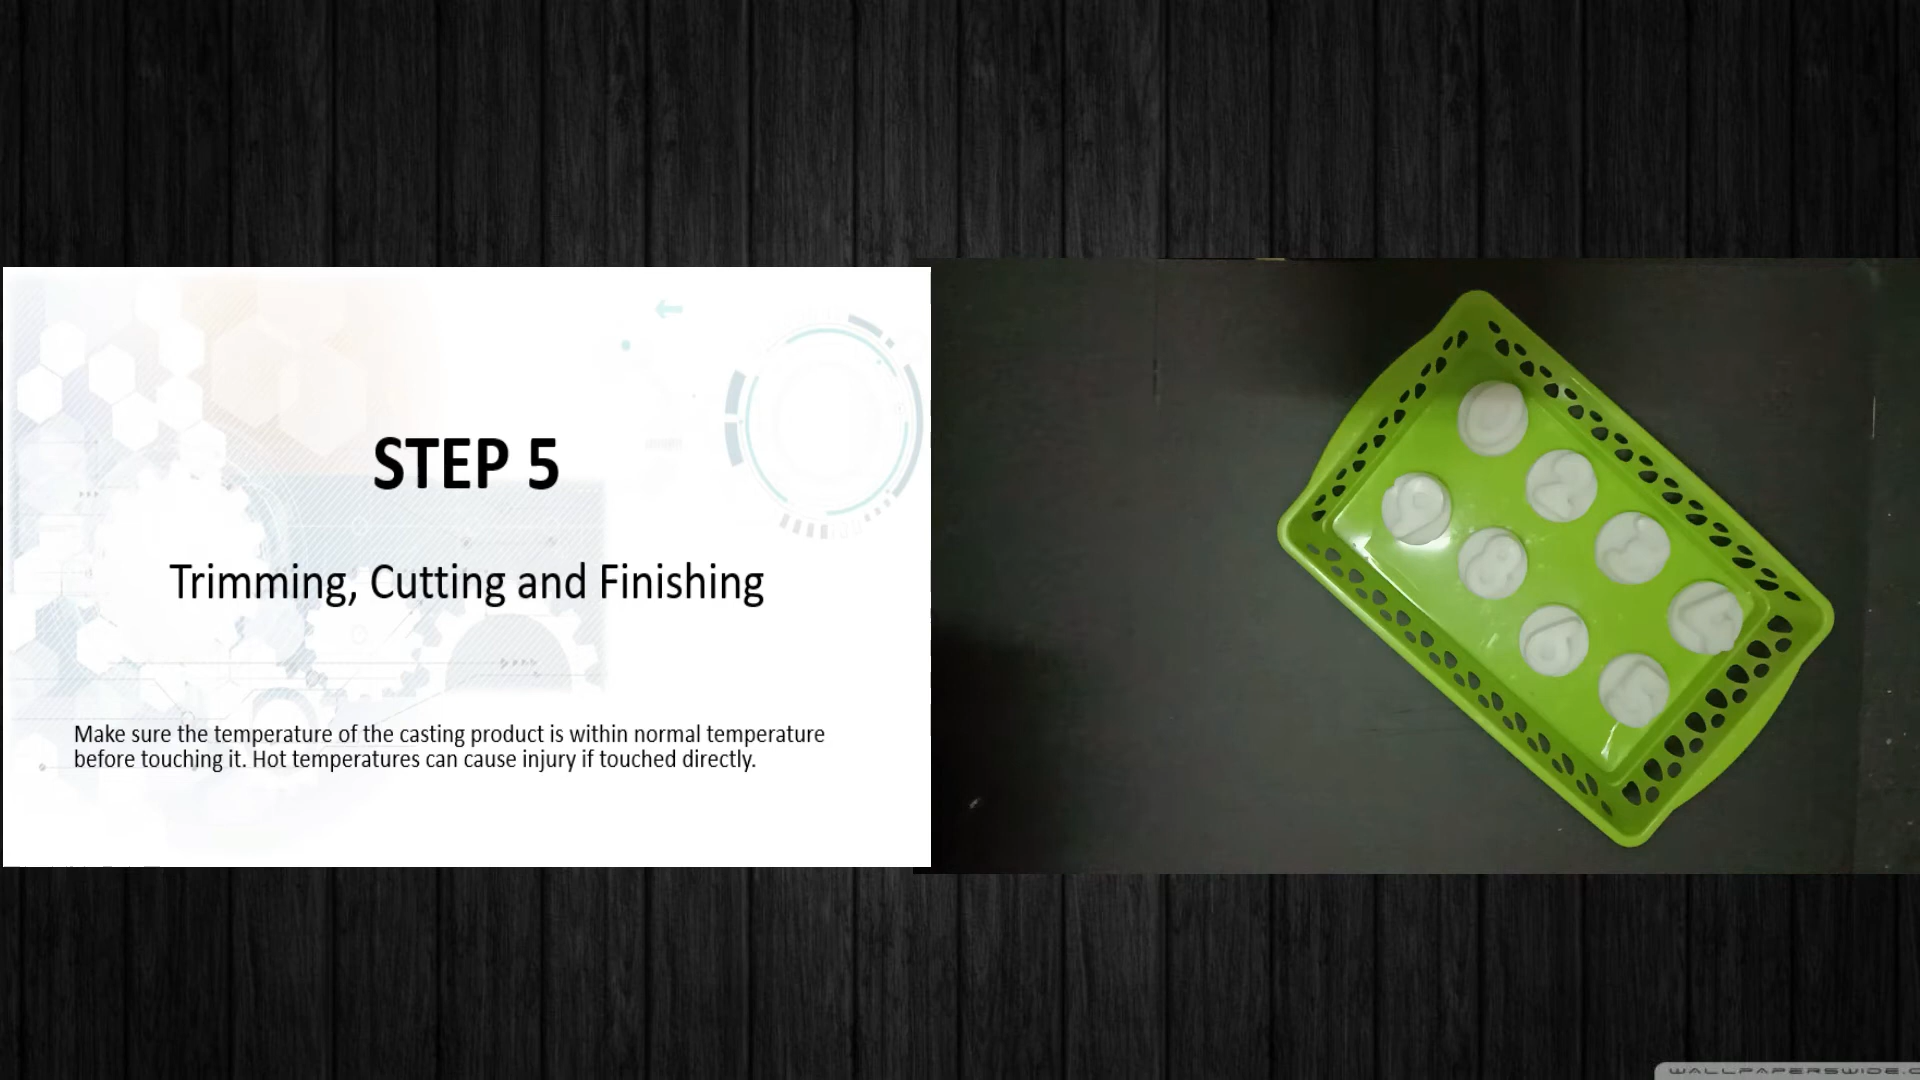 STEP 5
Trimming, Cutting and Finishing
Make sure the temperature of the casting product is within normal temperature
before touching it. Hot temperatures can cause injury if touched directly.
WALLPAPERSWIDE.C